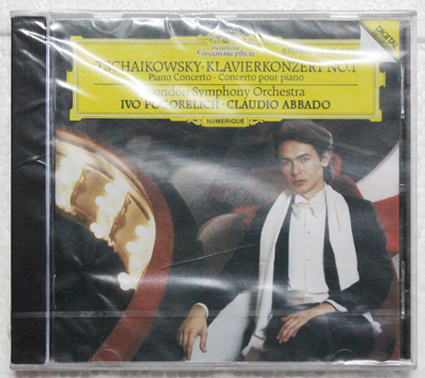 Deutsche
Grammophon
DIGITAL
TSCHAIKOWSKY·KLAVIERKONZERT NO.1
Piano Concerto · Concerto pour piano
London Symphony Orchestra
IVO POGORELICH · CLAUDIO ABBADO
NUMERIQUE